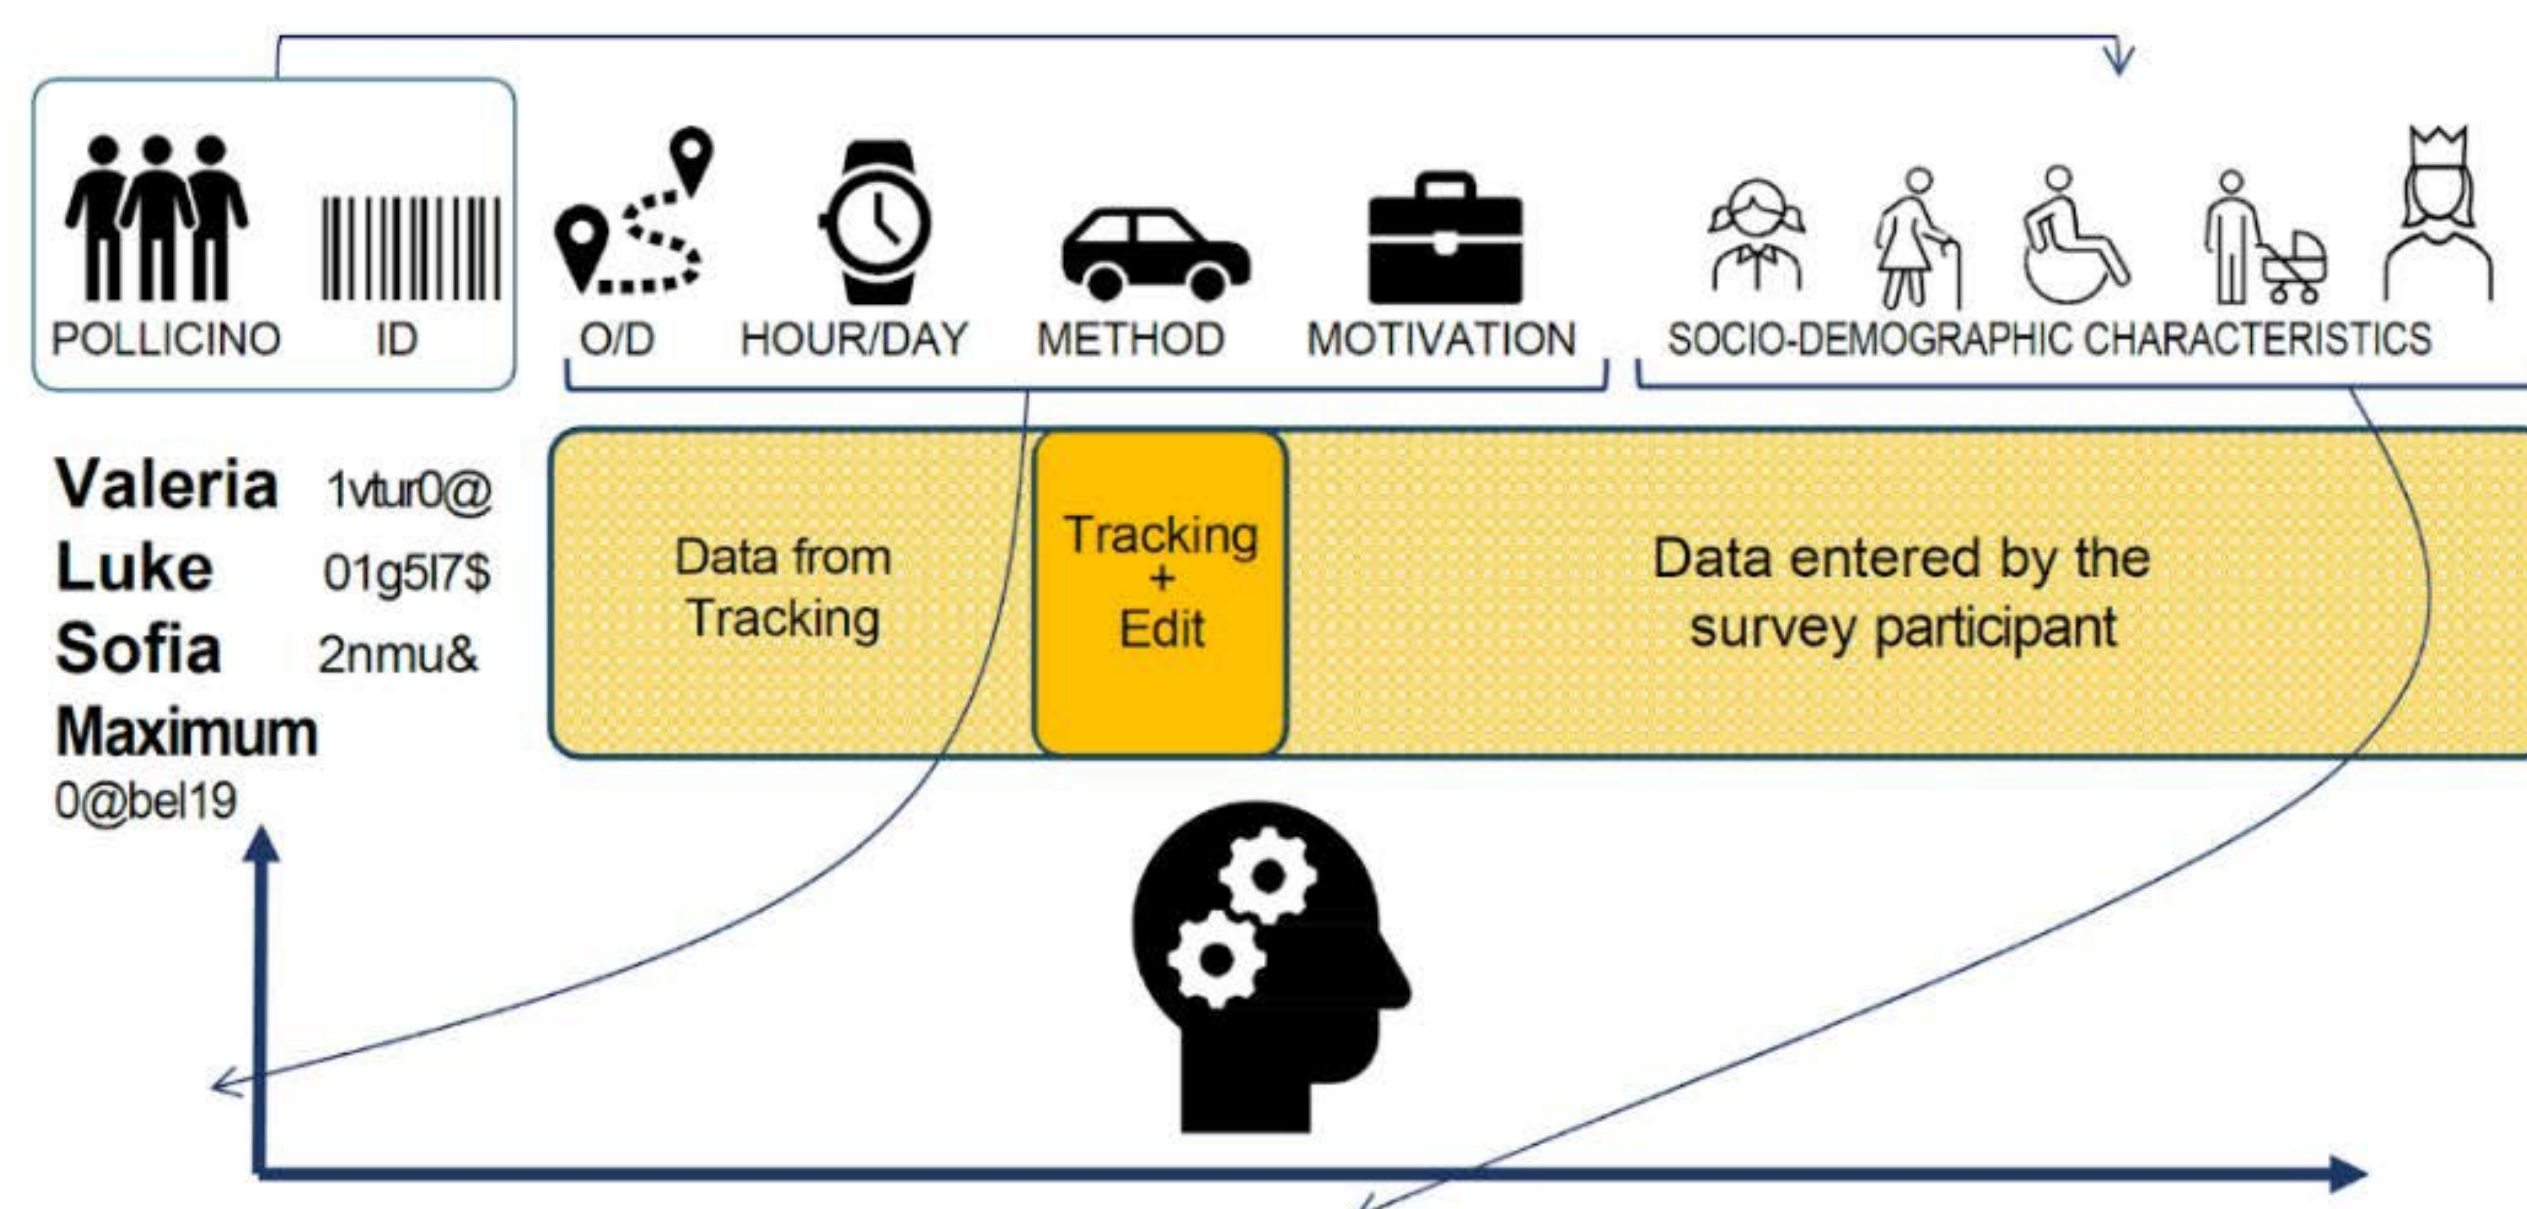 POLLICINO ID O/D HOUR/DAY METHOD MOTIVATION SOCIO-DEMOGRAPHIC CHARACTERISTICS
Valeria 1vtur0@
Luke 01g5l7$
Sofia 2nmu&
Maximum
0@bel19
Data from
Tracking
Tracking
+
Edit
Data entered by the
survey participant